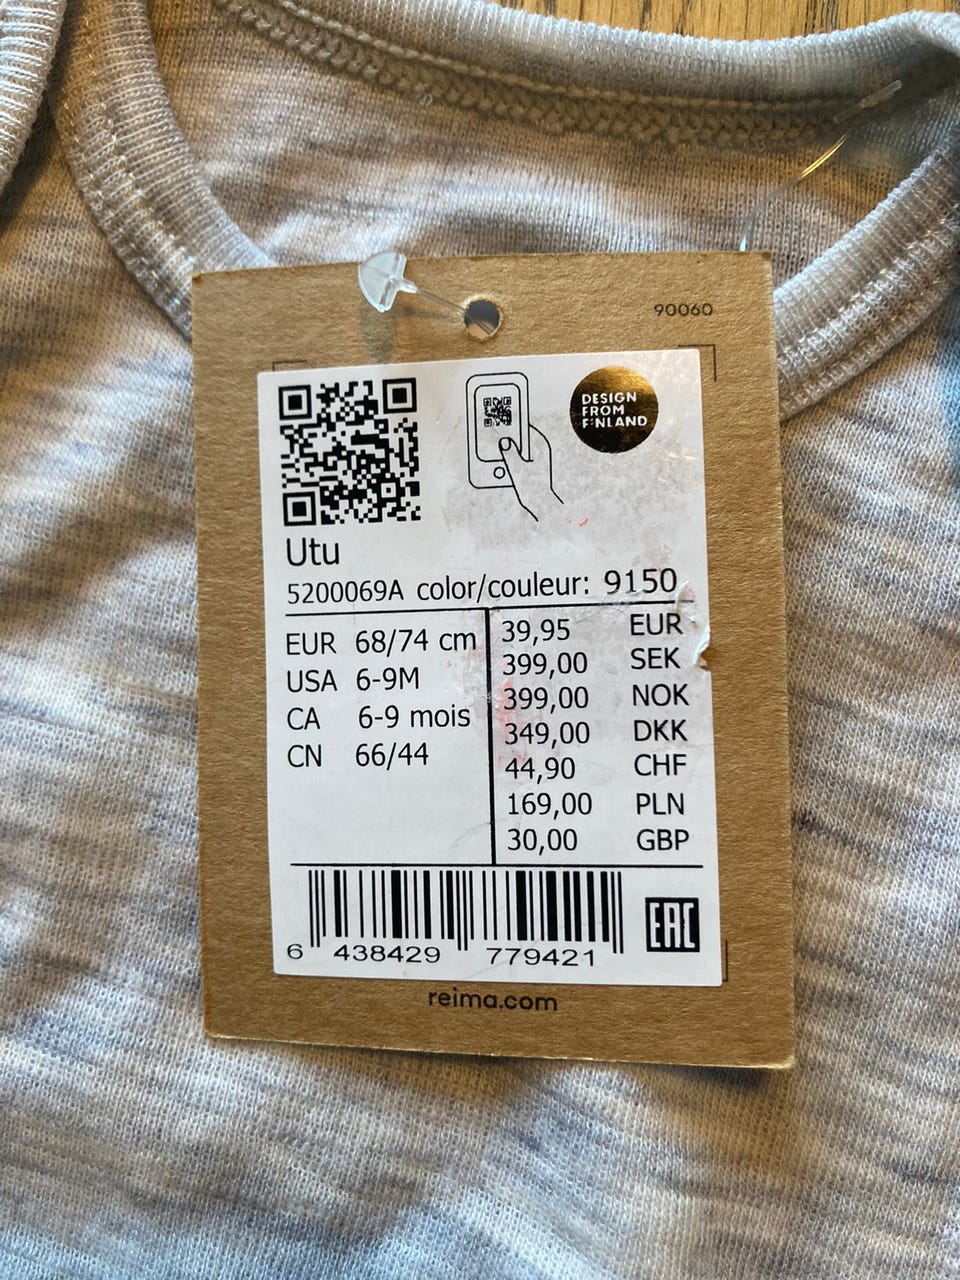 90060
DESIGN
FROM
FINLAND
Utu
5200069A color/couleur: 9150
EUR 68/74 cm
USA 6-9M
CA 6-9 mois
CN 66/44
39,95 EUR
399,00 SEK
399,00 NOK
349,00 DKK
44,90 CHF
169,00 PLN
30,00 GBP
6 438429 779421
EAC
reima.com